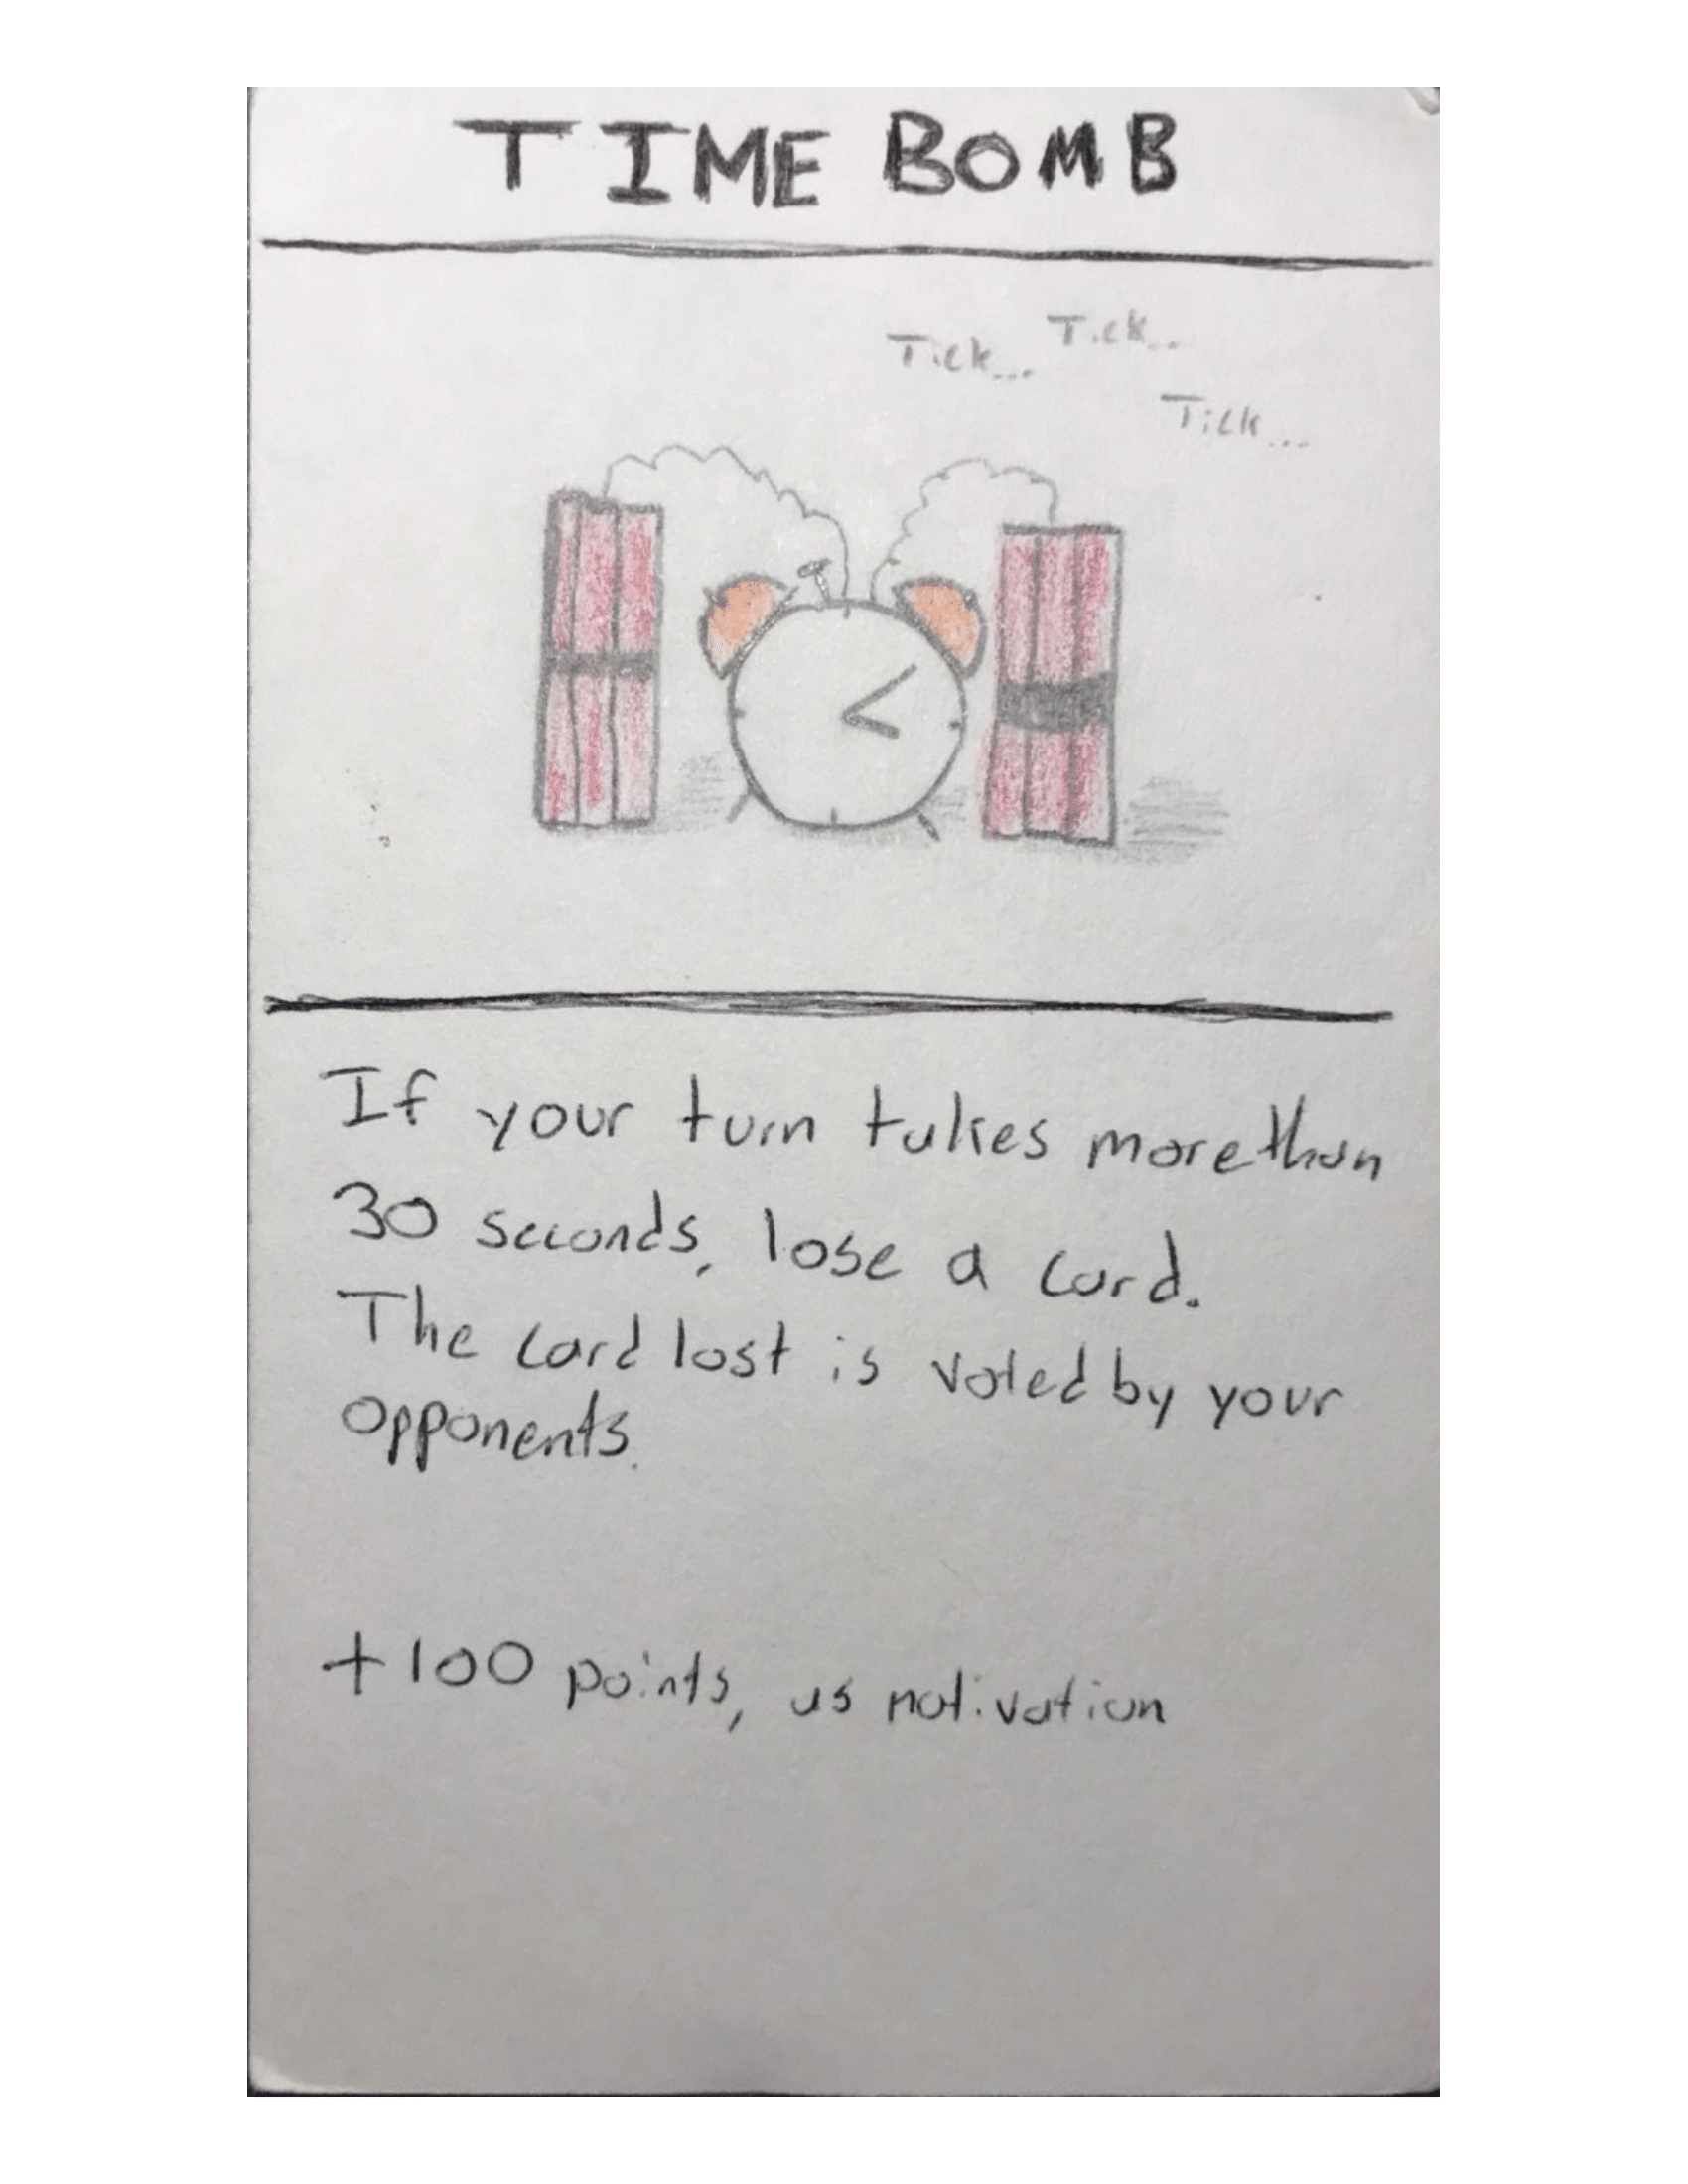 TIME BOMB
Tick... Tick...
Tick...
If your turn takes more than
30 seconds, lose a card.
The card lost is voted by your
opponents.
+100 points, as motivation